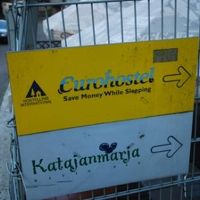 Eurohostel
Save Money While Sleeping
HOSTELLING
INTERNATIONAL
Katajanmarja